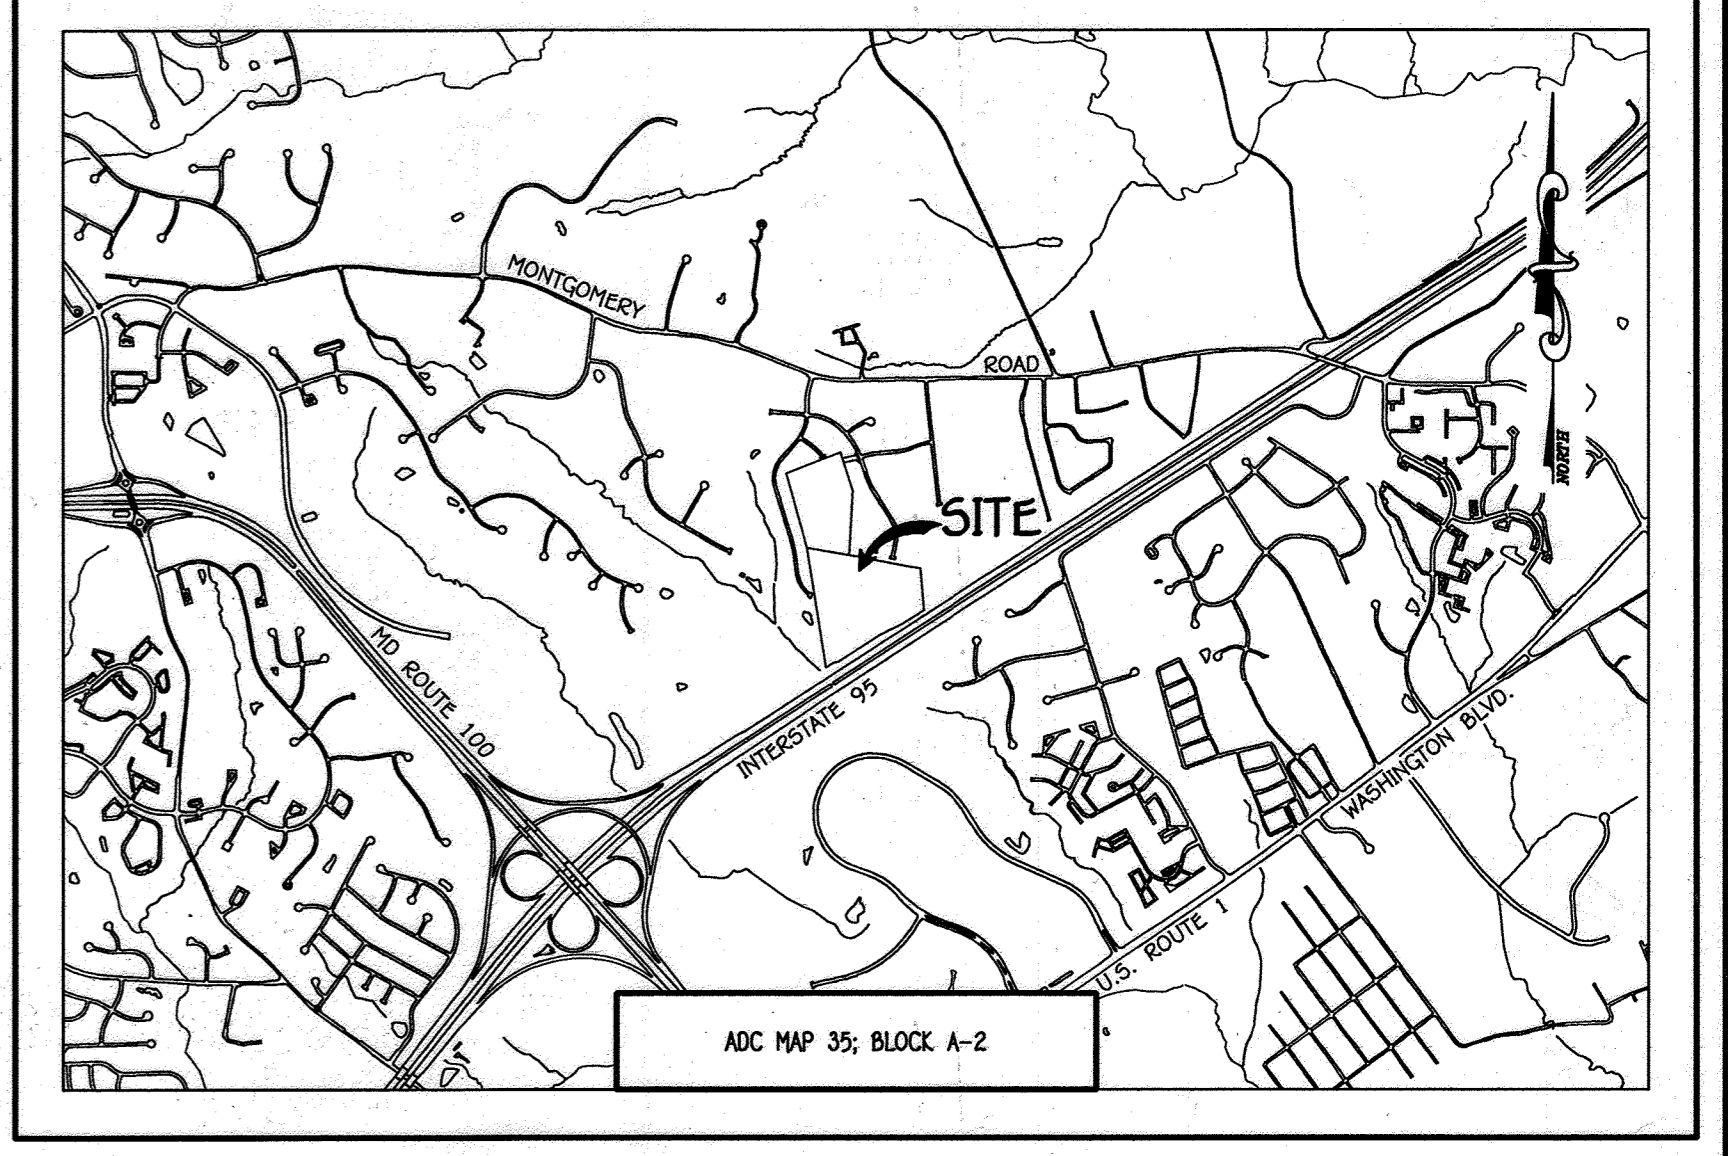 MONTGOMERY
ROAD
NORTH
SITE
MD ROUTE 100
INTERSTATE 95
WASHINGTON BLVD.
U.S. ROUTE 1
ADC MAP 35; BLOCK A-2